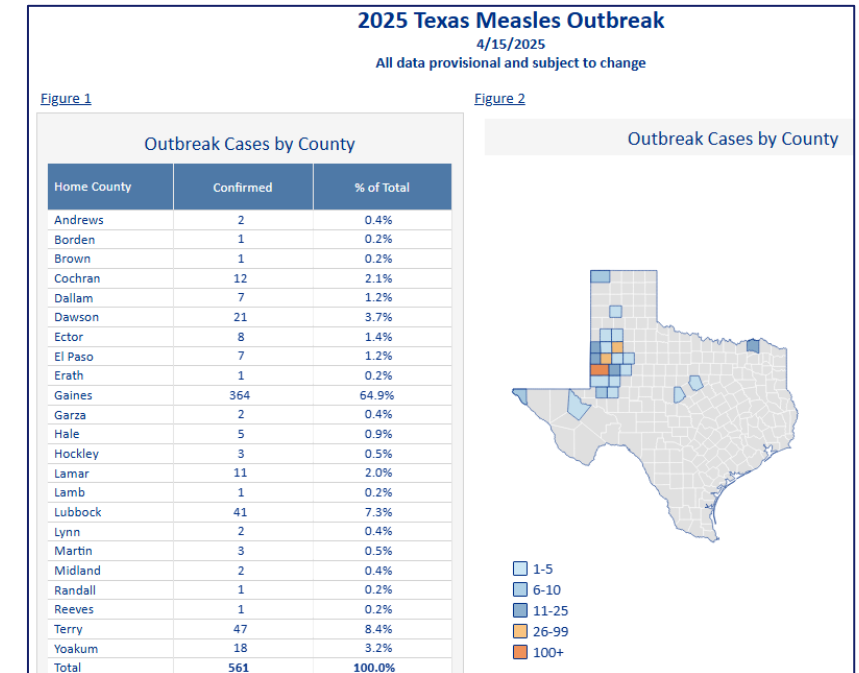 2025 Texas Measles Outbreak
4/15/2025
All data provisional and subject to change
Figure 1
Outbreak Cases by County
Home County Confirmed % of Total
Andrews 2 0.4%
Borden 1 0.2%
Brown 1 0.2%
Cochran 12 2.1%
Dallam 7 1.2%
Dawson 21 3.7%
Ector 8 1.4%
El Paso 7 1.2%
Erath 1 0.2%
Gaines 364 64.9%
Garza 2 0.4%
Hale 5 0.9%
Hockley 3 0.5%
Lamar 11 2.0%
Lamb 1 0.2%
Lubbock 41 7.3%
Lynn 2 0.4%
Martin 3 0.5%
Midland 2 0.4%
Randall 1 0.2%
Reeves 1 0.2%
Terry 47 8.4%
Yoakum 18 3.2%
Total 561 100.0%
Figure 2
Outbreak Cases by County
1-5
6-10
11-25
26-99
100+